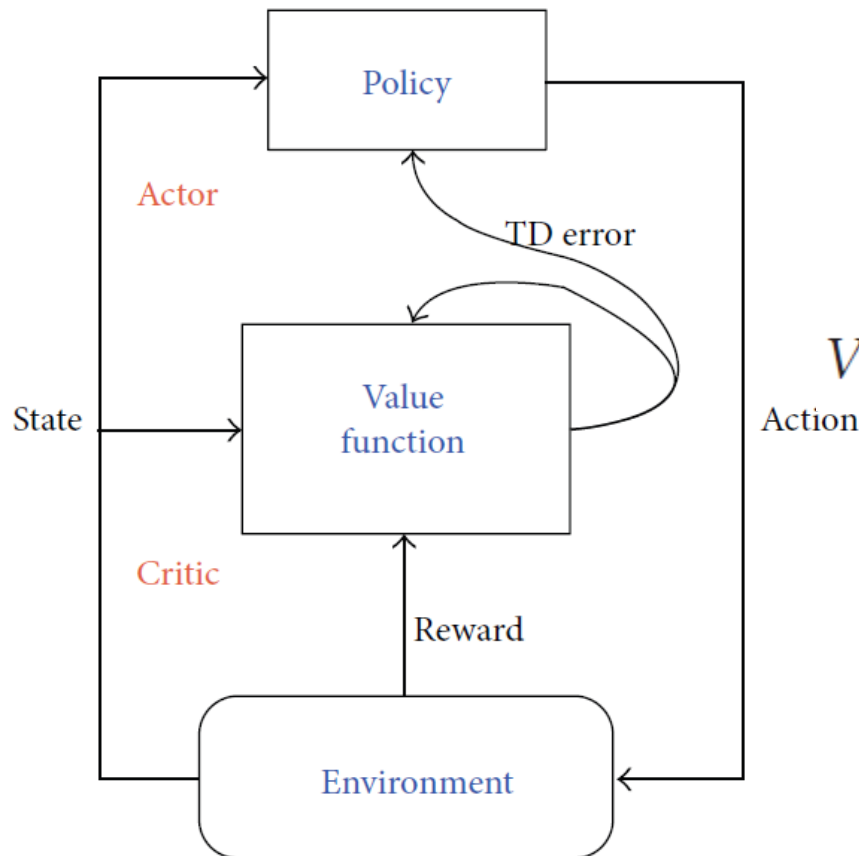 Policy
Actor
TD error
V
Value
function
State
Action
Critic
Reward
Environment